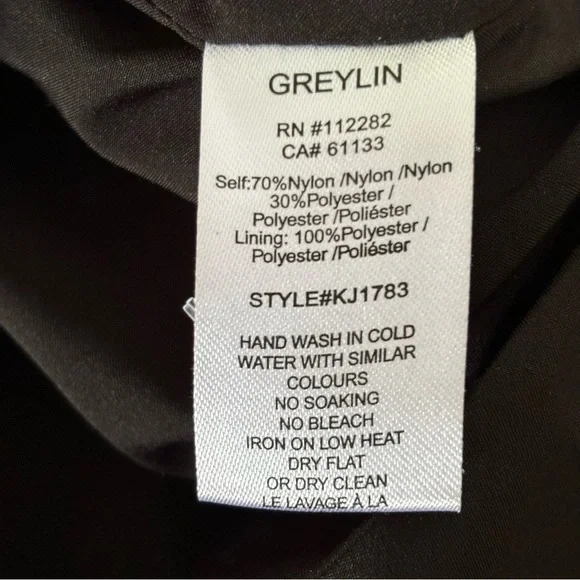 GREYLIN
RN #112282
CA# 61133
Self:70%Nylon /Nylon /Nylon
30%Polyester /
Polyester /Poliéster
Lining: 100%Polyester /
Polyester /Poliéster
STYLE#KJ1783
HAND WASH IN COLD
WATER WITH SIMILAR
COLOURS
NO SOAKING
NO BLEACH
IRON ON LOW HEAT
DRY FLAT
OR DRY CLEAN
LE LAVAGE À LA